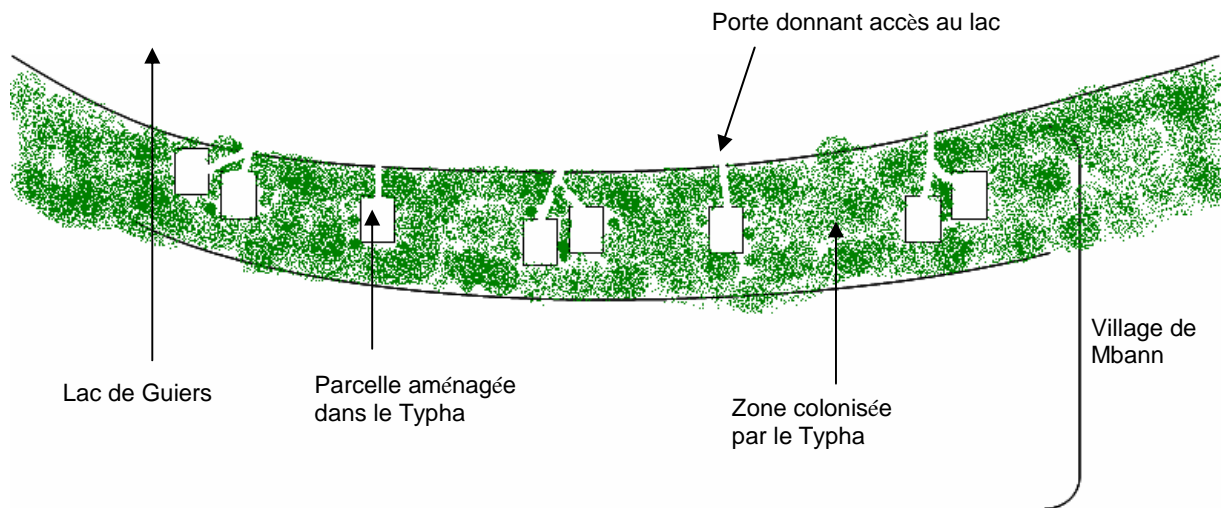 Porte donnant accès au lac
Village de
Mbann
Lac de Guiers
Parcelle aménagée
dans le Typha
Zone colonisée
par le Typha